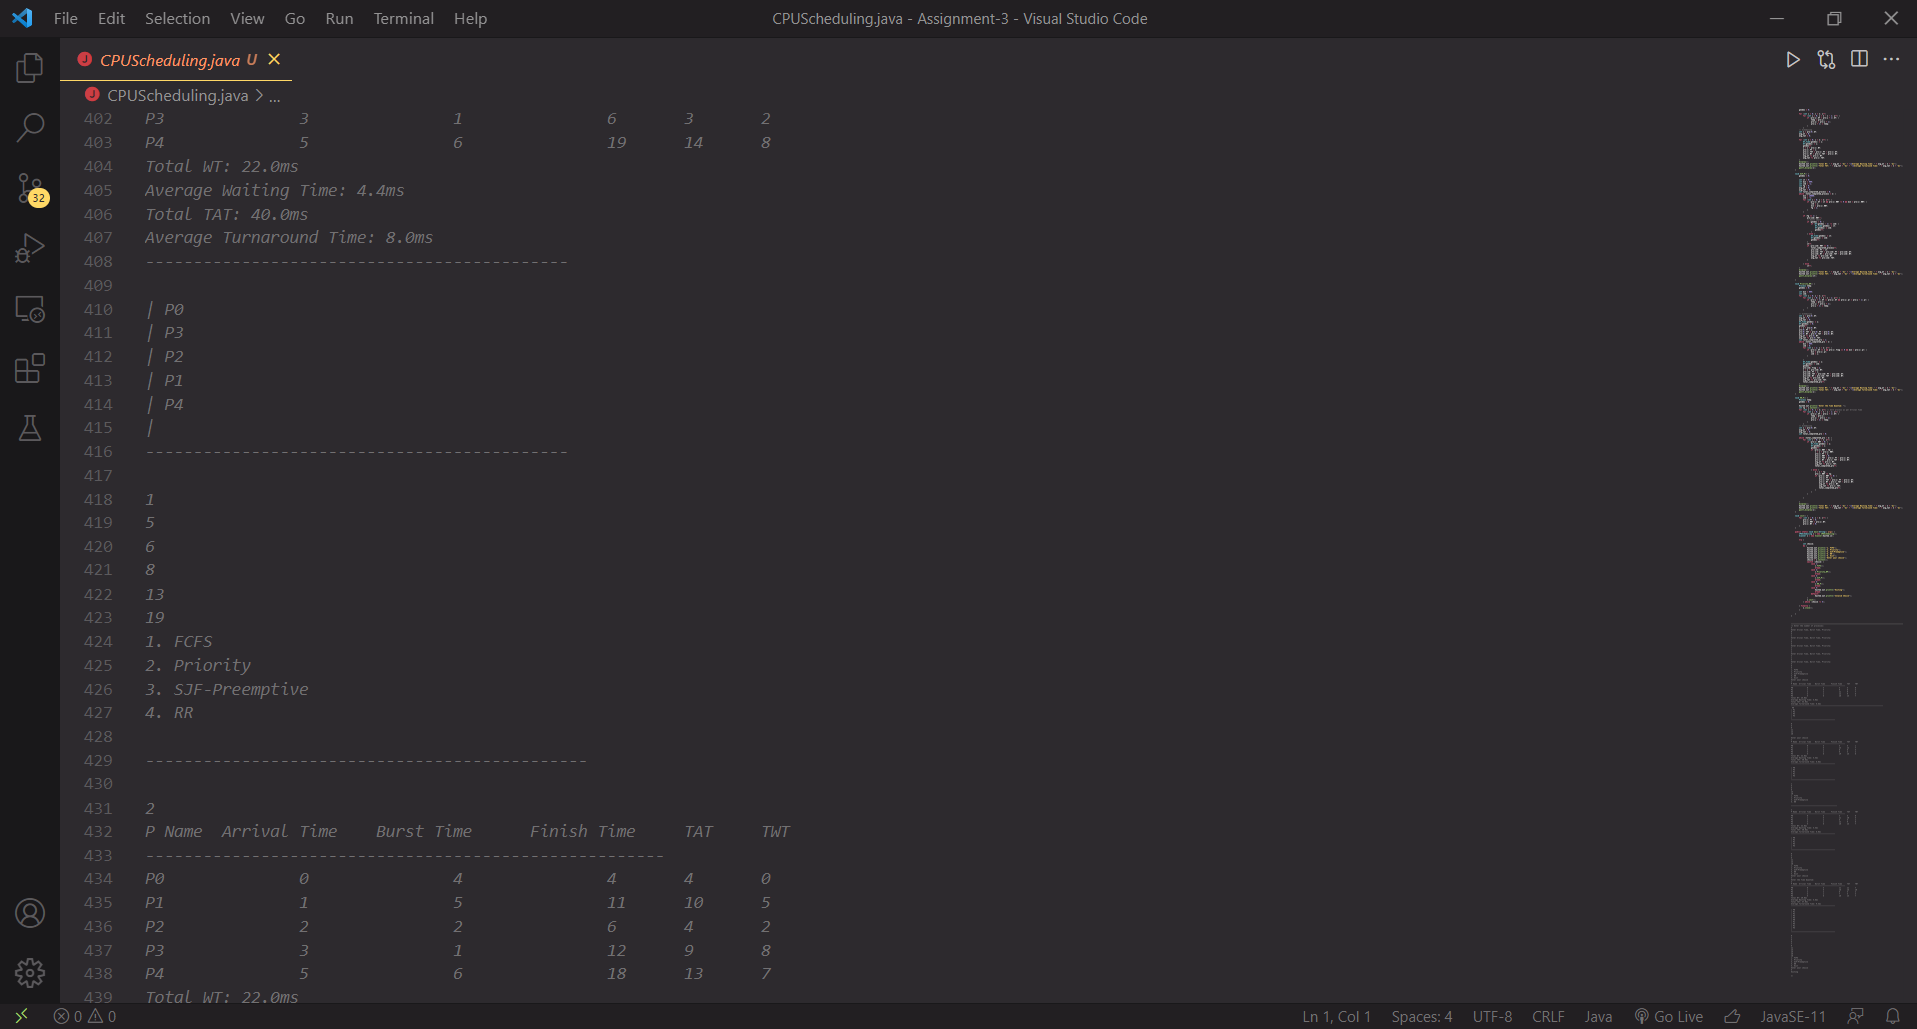 File Edit Selection View Go Run Terminal Help CPUScheduling.java - Assignment-3 - Visual Studio Code
CPUScheduling.java U
CPUScheduling.java > ...
32
402 P3 3 1 6 3 2
403 P4 5 6 19 14 8
404 Total WT: 22.0ms
405 Average Waiting Time: 4.4ms
406 Total TAT: 40.0ms
407 Average Turnaround Time: 8.0ms
408 --------------------------------------------
409
410 | P0
411 | P3
412 | P2
413 | P1
414 | P4
415 |
416 --------------------------------------------
417
418 1
419 5
420 6
421 8
422 13
423 19
424 1. FCFS
425 2. Priority
426 3. SJF-Preemptive
427 4. RR
428
429 ----------------------------------------------
430
431 2
432 P Name Arrival Time Burst Time Finish Time TAT TWT
433 ------------------------------------------------------
434 P0 0 4 4 4 0
435 P1 1 5 11 10 5
436 P2 2 2 6 4 2
437 P3 3 1 12 9 8
438 P4 5 6 18 13 7
439 Total WT: 22.0ms
0 0 Ln 1, Col 1 Spaces: 4 UTF-8 CRLF Java Go Live JavaSE-11